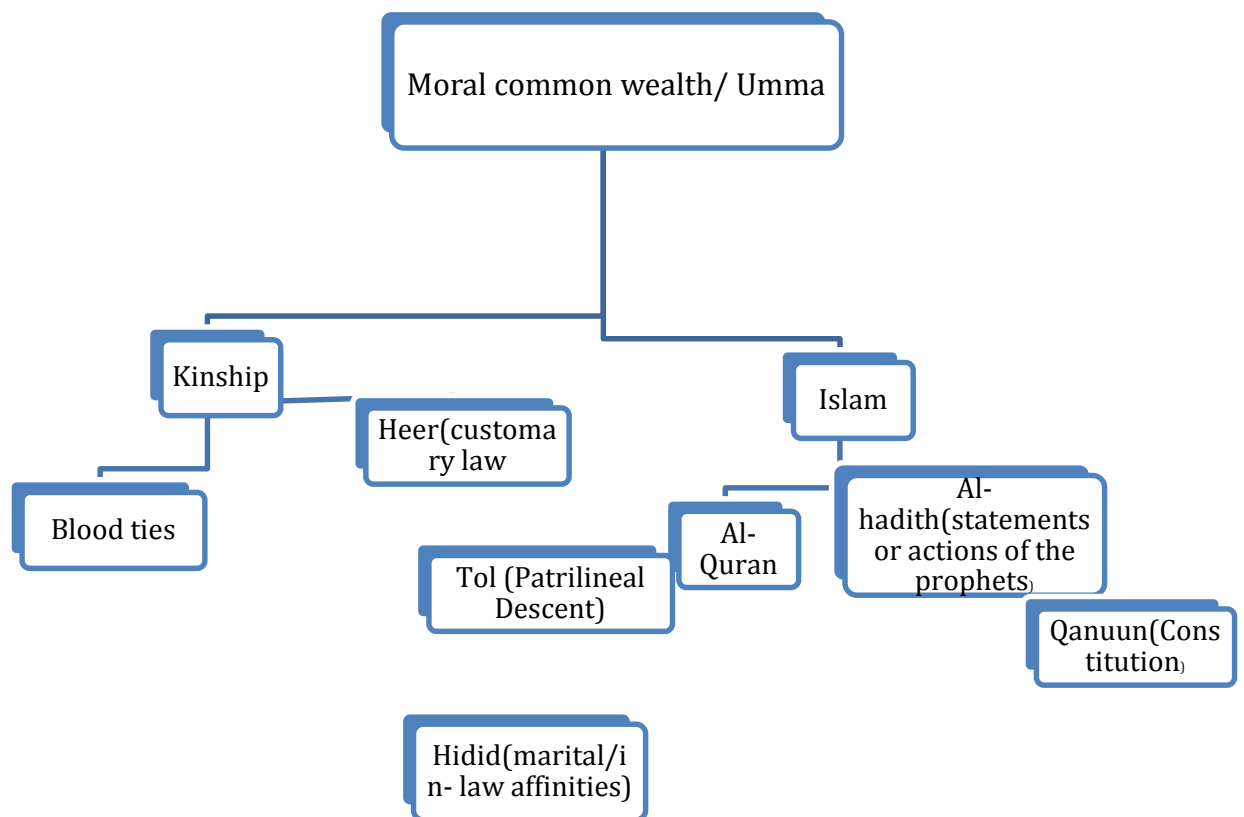 Moral common wealth/ Umma
Kinship
Islam
Heer(customa
ry law
Blood ties
Al-
hadith(statements
or actions of the
prophets)
Al-
Quran
Tol (Patrilineal
Descent)
Qanuun(Cons
titution)
Hidid(marital/i
n- law affinities)